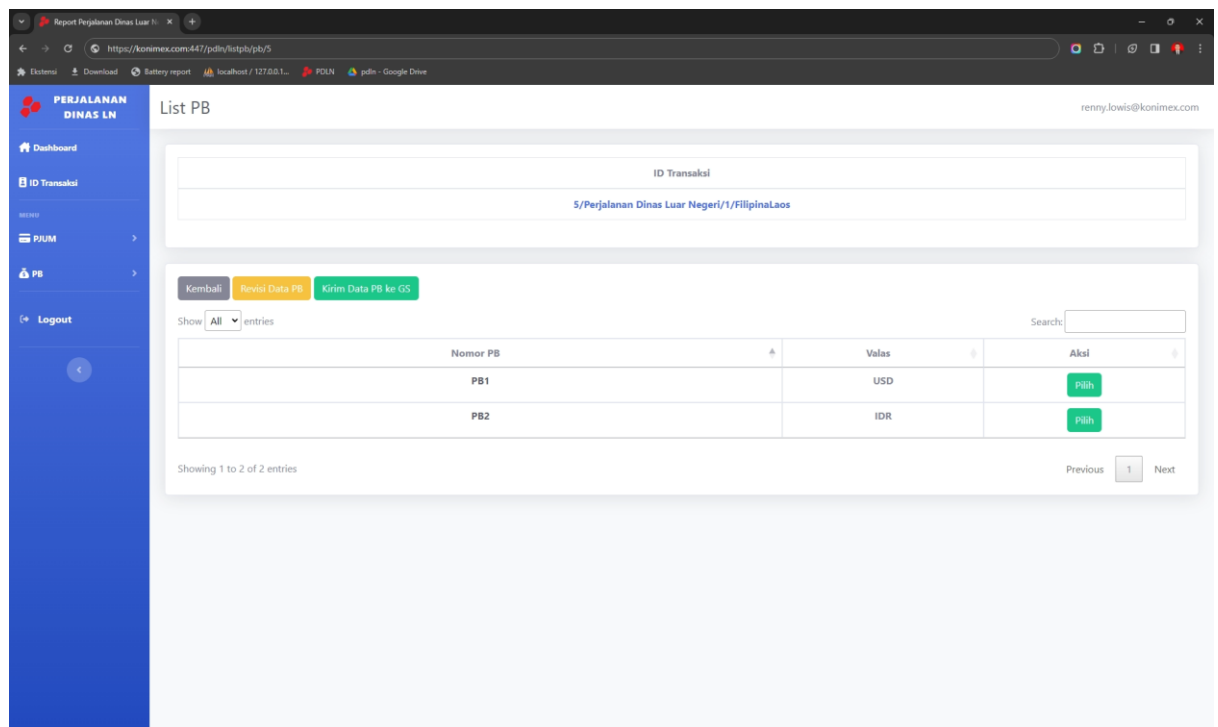 Report Perjalanan Dinas Luar N
https://konimex.com:447/pdln/listpb/pb/5
Ekstensi Download Battery report localhost / 127.0.0.1... PDLN pdln - Google Drive
PERJALANAN
DINAS LN
List PB
renny.lowis@konimex.com
Dashboard
ID Transaksi
MENU
PJUM
PB
Logout
ID Transaksi
5/Perjalanan Dinas Luar Negeri/1/FilipinaLaos
Kembali Revisi Data PB Kirim Data PB ke GS
Show All entries Search:
Nomor PB Valas Aksi
PB1 USD Pilih
PB2 IDR Pilih
Showing 1 to 2 of 2 entries Previous 1 Next